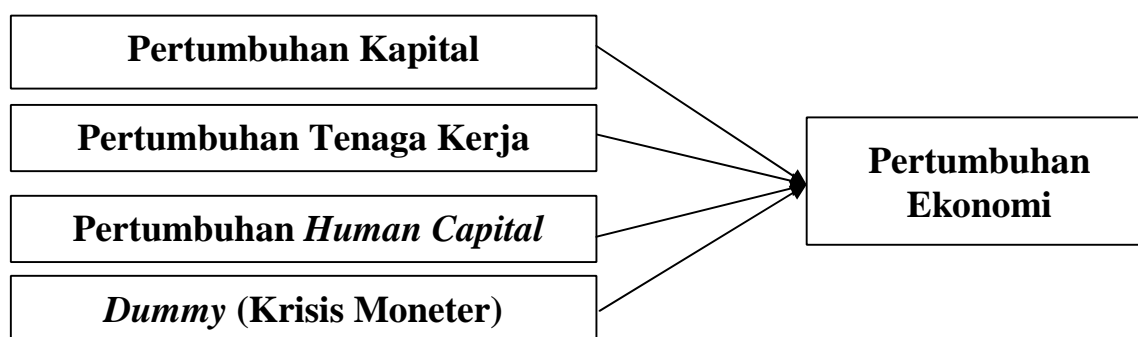 Pertumbuhan Kapital
Pertumbuhan Tenaga Kerja
Pertumbuhan Human Capital
Dummy (Krisis Moneter)
Pertumbuhan
Ekonomi